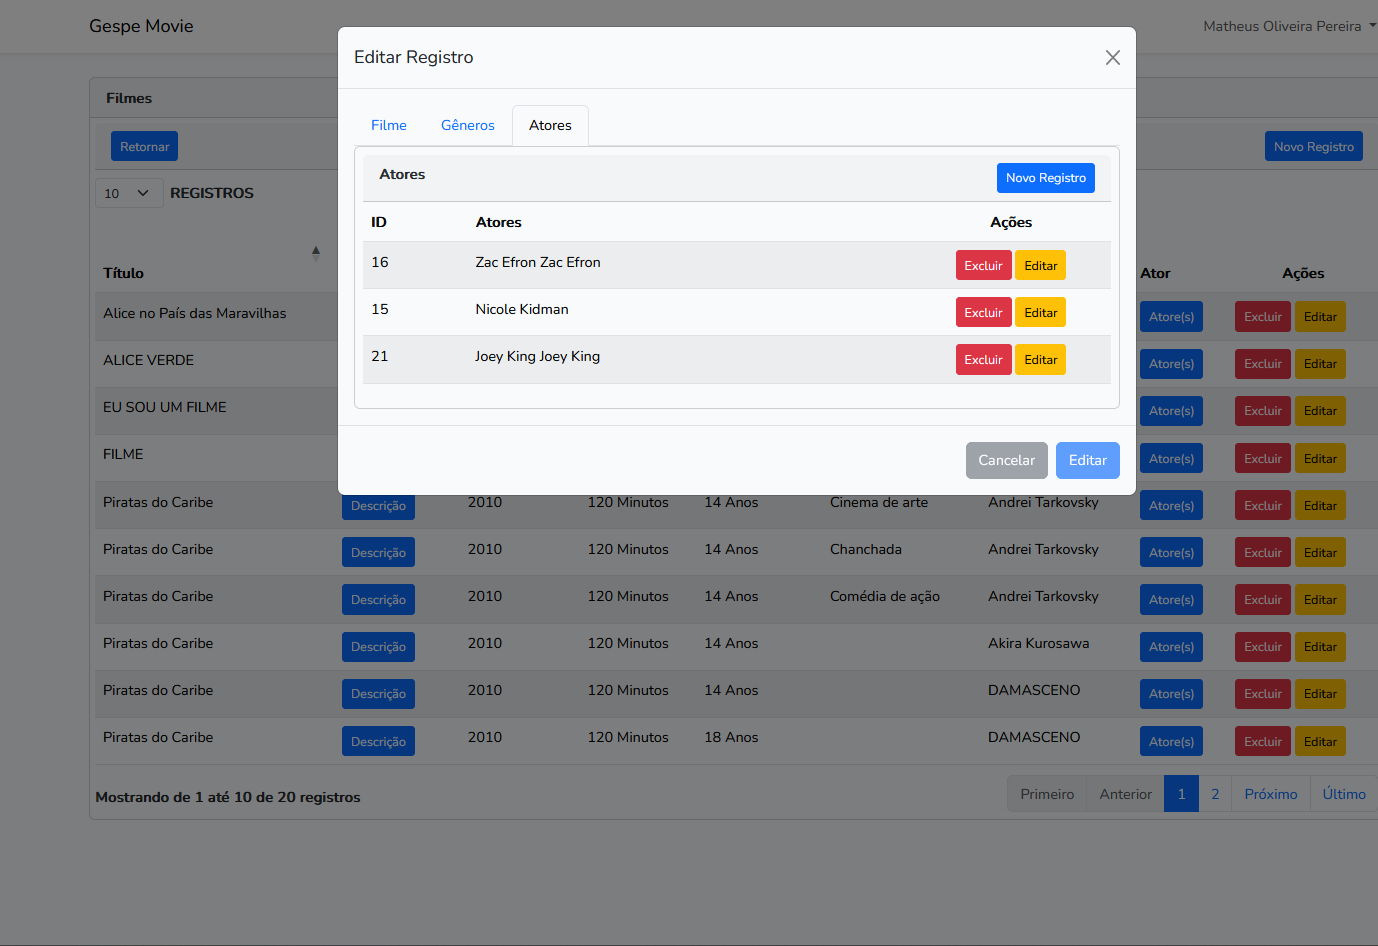 Gespe Movie
Matheus Oliveira Pereira
Editar Registro
Filme Gêneros Atores
Atores Novo Registro
ID Atores Ações
16 Zac Efron Zac Efron Excluir Editar
15 Nicole Kidman Excluir Editar
21 Joey King Joey King Excluir Editar
Cancelar Editar
Filmes
Retornar Novo Registro
10 REGISTROS
Título Ator Ações
Alice no País das Maravilhas Atore(s) Excluir Editar
ALICE VERDE Atore(s) Excluir Editar
EU SOU UM FILME Atore(s) Excluir Editar
FILME Atore(s) Excluir Editar
Piratas do Caribe Descrição 2010 120 Minutos 14 Anos Cinema de arte Andrei Tarkovsky Atore(s) Excluir Editar
Piratas do Caribe Descrição 2010 120 Minutos 14 Anos Chanchada Andrei Tarkovsky Atore(s) Excluir Editar
Piratas do Caribe Descrição 2010 120 Minutos 14 Anos Comédia de ação Andrei Tarkovsky Atore(s) Excluir Editar
Piratas do Caribe Descrição 2010 120 Minutos 14 Anos Akira Kurosawa Atore(s) Excluir Editar
Piratas do Caribe Descrição 2010 120 Minutos 14 Anos DAMASCENO Atore(s) Excluir Editar
Piratas do Caribe Descrição 2010 120 Minutos 18 Anos DAMASCENO Atore(s) Excluir Editar
Mostrando de 1 até 10 de 20 registros Primeiro Anterior 1 2 Próximo Último